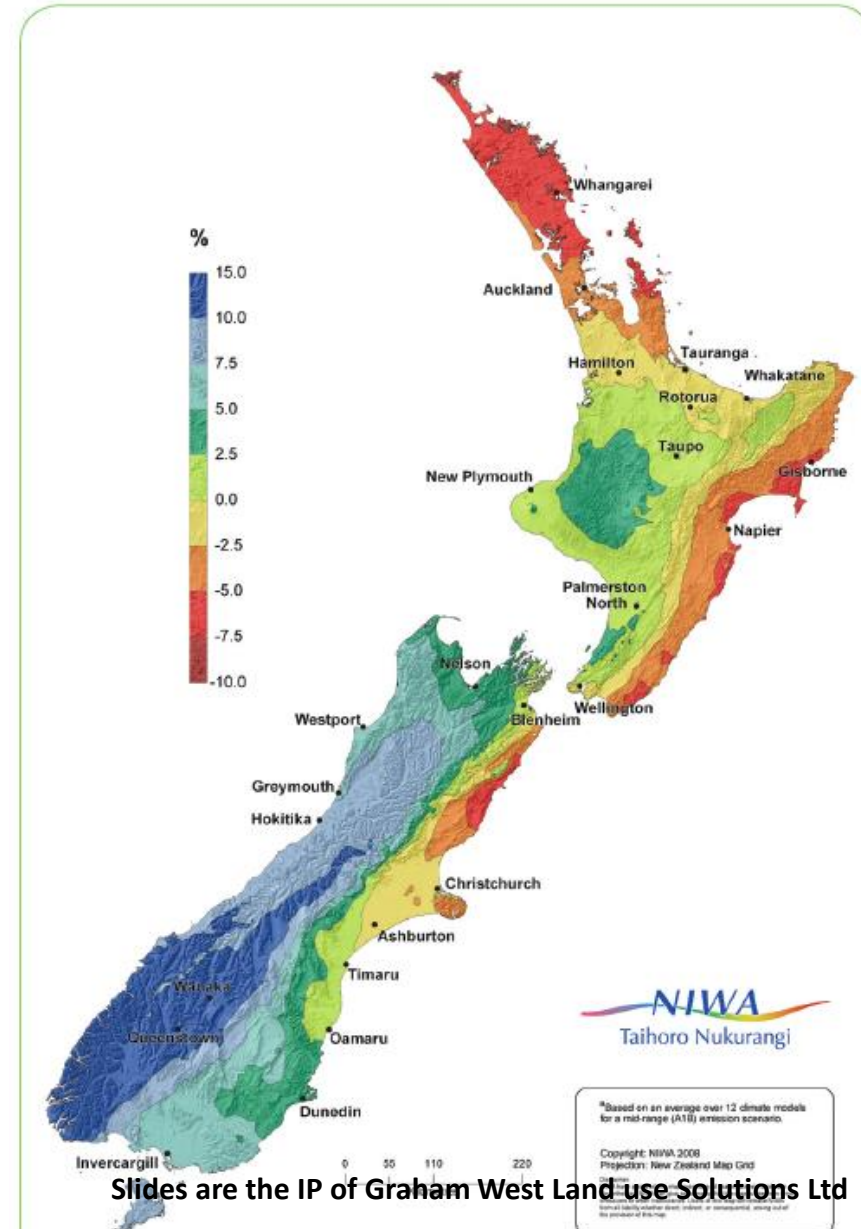 Whangarei
%
15.0
10.0
7.5
5.0
2.5
0.0
-2.5
-5.0
-7.5
-10.0
Auckland
Hamilton
Tauranga
Whakatane
Rotorua
Taupo
Gisborne
New Plymouth
Napier
Palmerston
North
Nelson
Wellington
Blenheim
Westport
Greymouth
Hokitika
Christchurch
Ashburton
Timaru
Wanaka
Queenstown
Oamaru
Dunedin
Invercargill
NIWA
Taihoro Nukurangi
Based on an average over 12 climate models
for a mid-range (A1B) emission scenario.
Copyright: NIWA 2008
Projection: New Zealand Map Grid
0 55 110 220
Slides are the IP of Graham West Land use Solutions Ltd